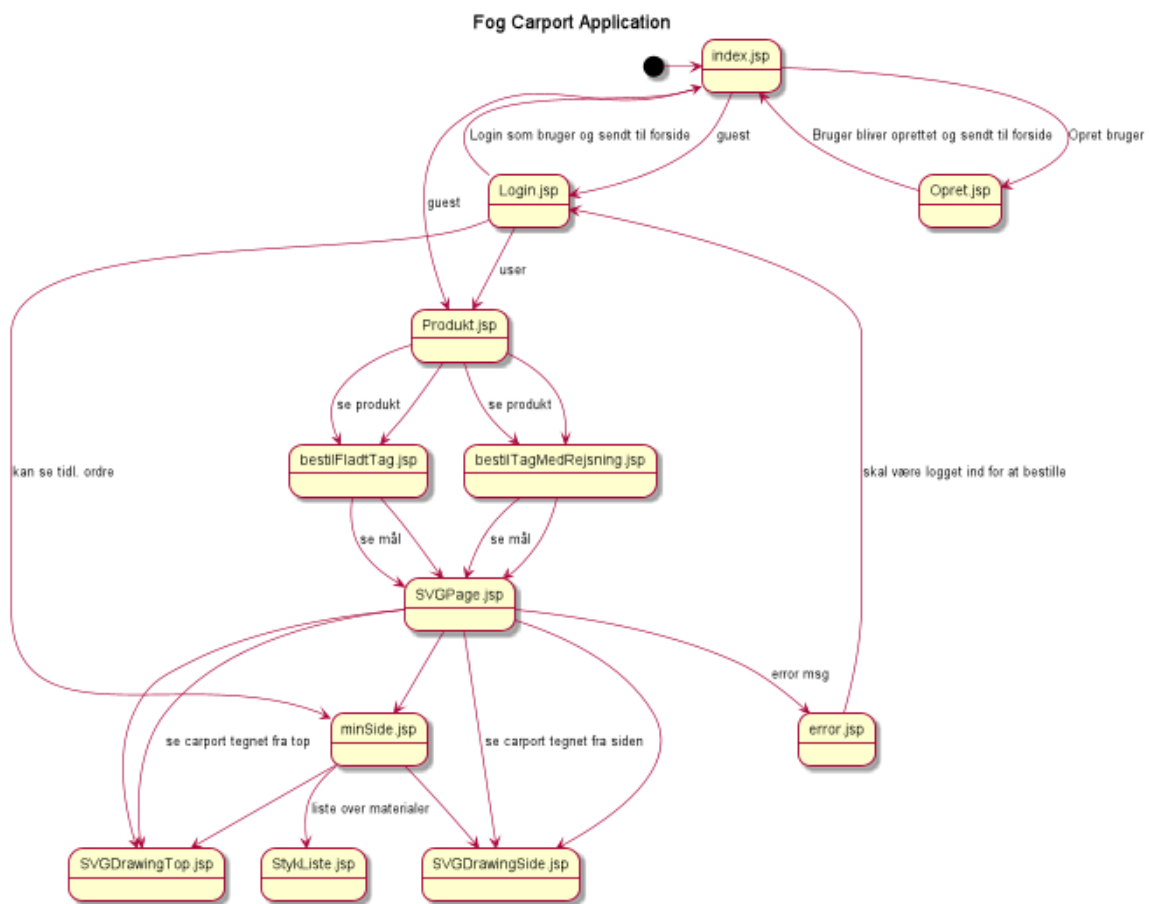 Fog Carport Application
index.jsp
Login som bruger og sendt til forside
guest
Bruger bliver oprettet og sendt til forside
Opret bruger
Login.jsp
Opret.jsp
guest
user
Produkt.jsp
se produkt
se produkt
bestilFladtTag.jsp
bestilTagMedRejsning.jsp
kan se tidl. ordre
skal være logget ind for at bestille
se mål
se mål
SVGPage.jsp
error msg
minSide.jsp
error.jsp
se carport tegnet fra top
se carport tegnet fra siden
liste over materialer
SVGDrawingTop.jsp
StykListe.jsp
SVGDrawingSide.jsp